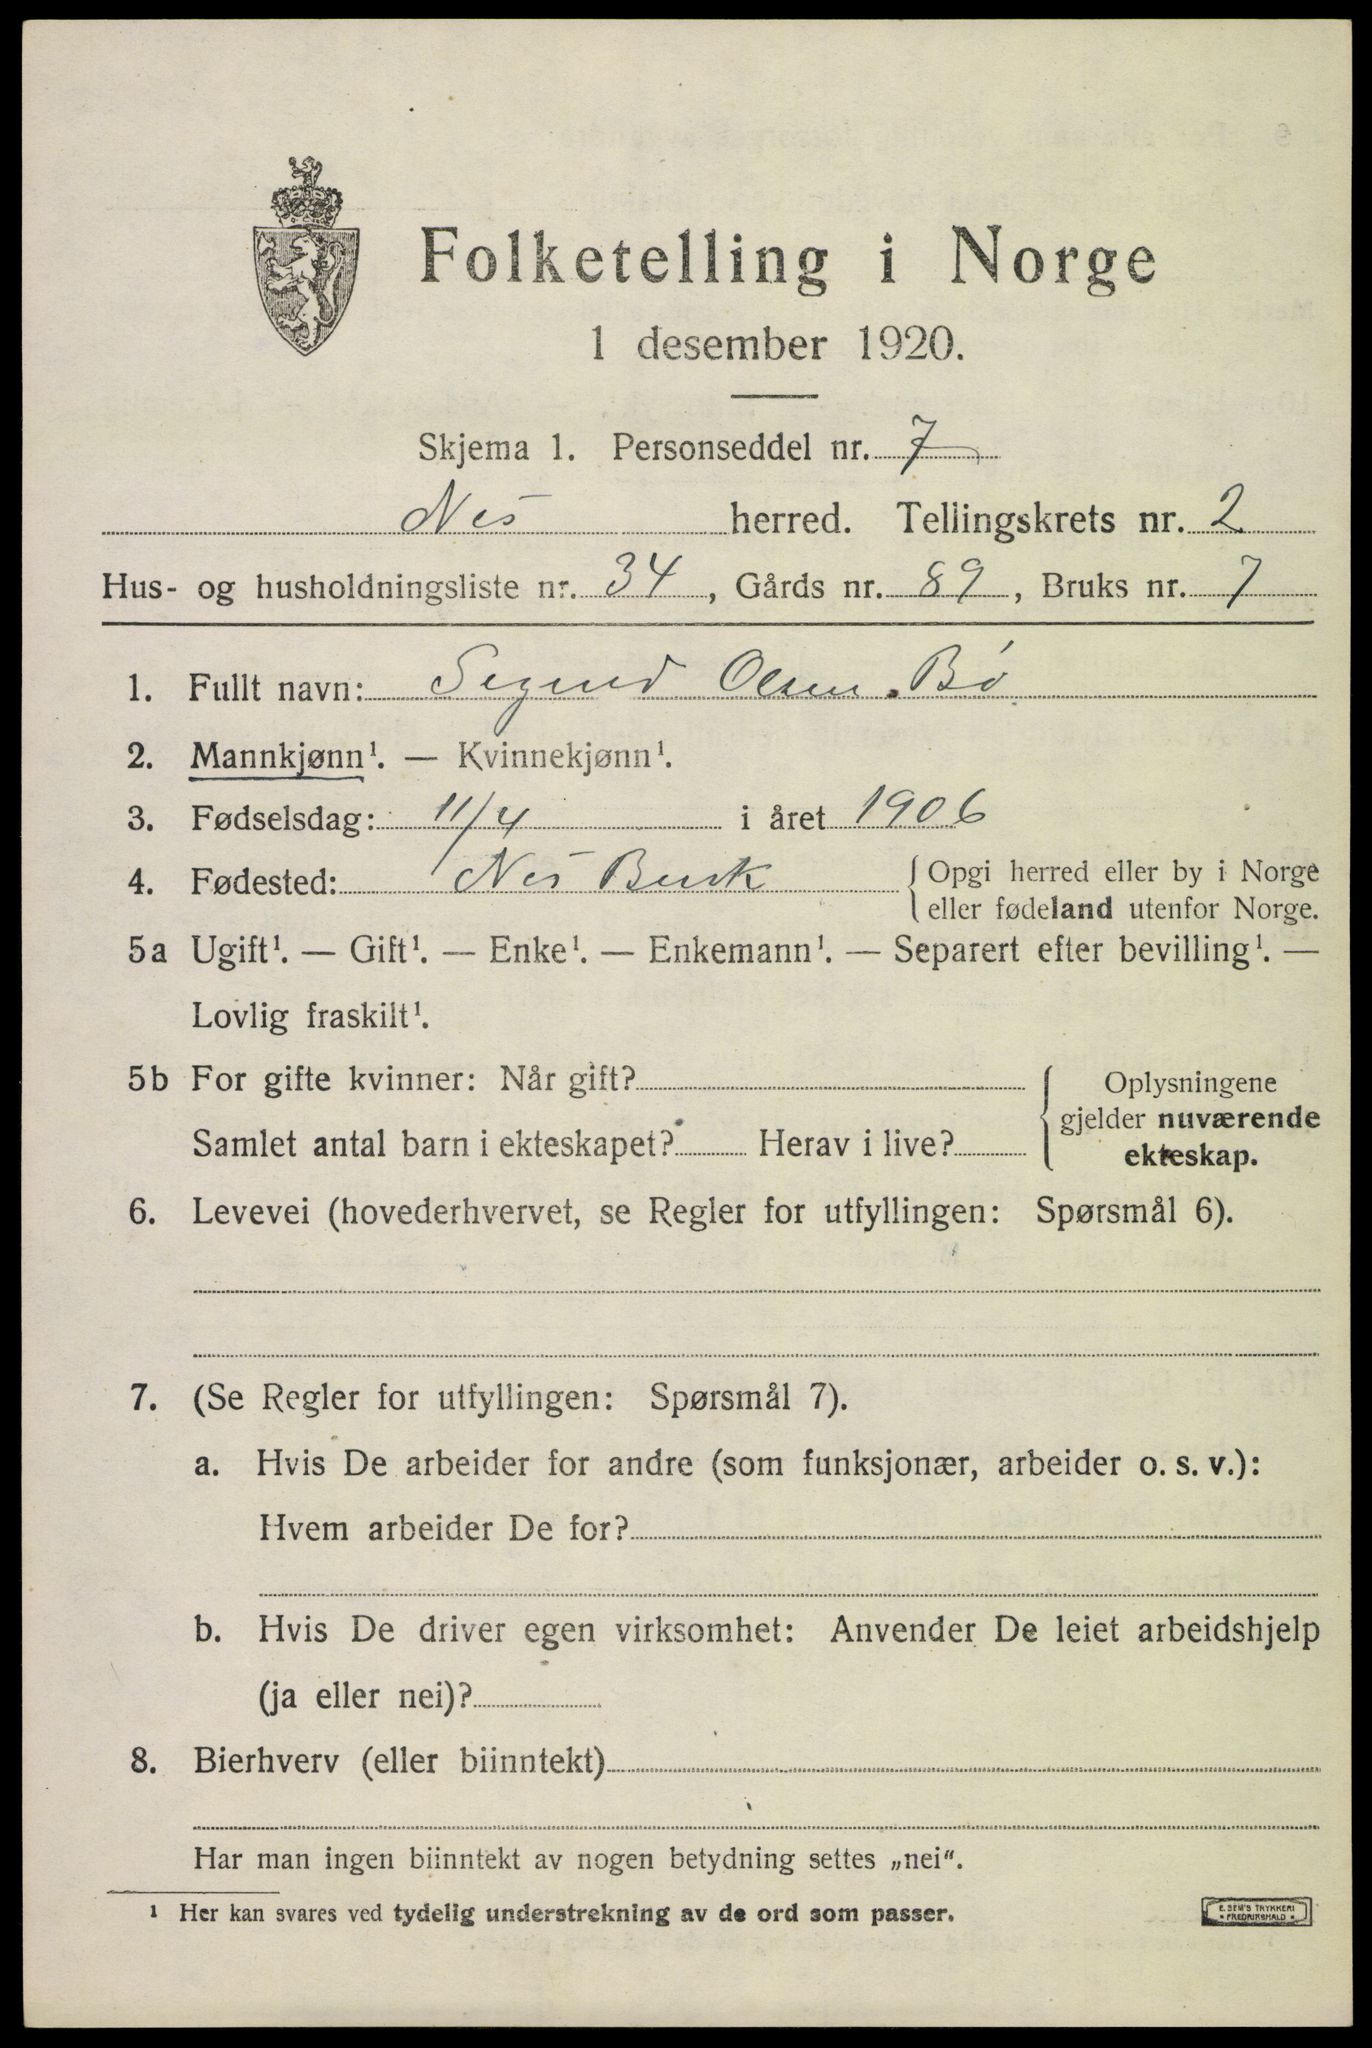 Folketelling i Norge
1 desember 1920.
Skjema 1. Personseddel nr. 7
Nes herred. Tellingskrets nr. 2
Hus- og husholdningsliste nr. 34, Gårds nr. 89, Bruks nr. 7
1. Fullt navn: Sigurd Olsen Bø
2. Mannkjønn¹. — Kvinnekjønn¹.
3. Fødselsdag: 11/4 i året 1906
4. Fødested: Nes Busk { Opgi herred eller by i Norge
eller fødeland utenfor Norge.
5a Ugift¹. — Gift¹. — Enke¹. — Enkemann¹. — Separert efter bevilling¹. —
Lovlig fraskilt¹.
5b For gifte kvinner: Når gift?
Samlet antal barn i ekteskapet? Herav i live?
{ Oplysningene
gjelder nuværende
ekteskap.
6. Levevei (hovederhvervet, se Regler for utfyllingen: Spørsmål 6).
7. (Se Regler for utfyllingen: Spørsmål 7).
a. Hvis De arbeider for andre (som funksjonær, arbeider o. s. v.):
Hvem arbeider De for?
b. Hvis De driver egen virksomhet: Anvender De leiet arbeidshjelp
(ja eller nei)?
8. Bierhverv (eller biinntekt)
Har man ingen biinntekt av nogen betydning settes „nei“.
¹ Her kan svares ved tydelig understrekning av de ord som passer.
E. SEM'S TRYKKERI
FREDRIKSHALD